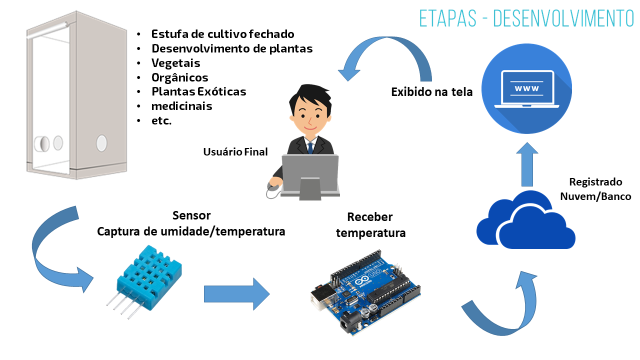 ETAPAS - DESENVOLVIMENTO
• Estufa de cultivo fechado
• Desenvolvimento de plantas
• Vegetais
• Orgânicos
• Plantas Exóticas
• medicinais
• etc.
Exibido na tela
www
Usuário Final
Registrado
Nuvem/Banco
Sensor
Captura de umidade/temperatura
Receber
temperatura